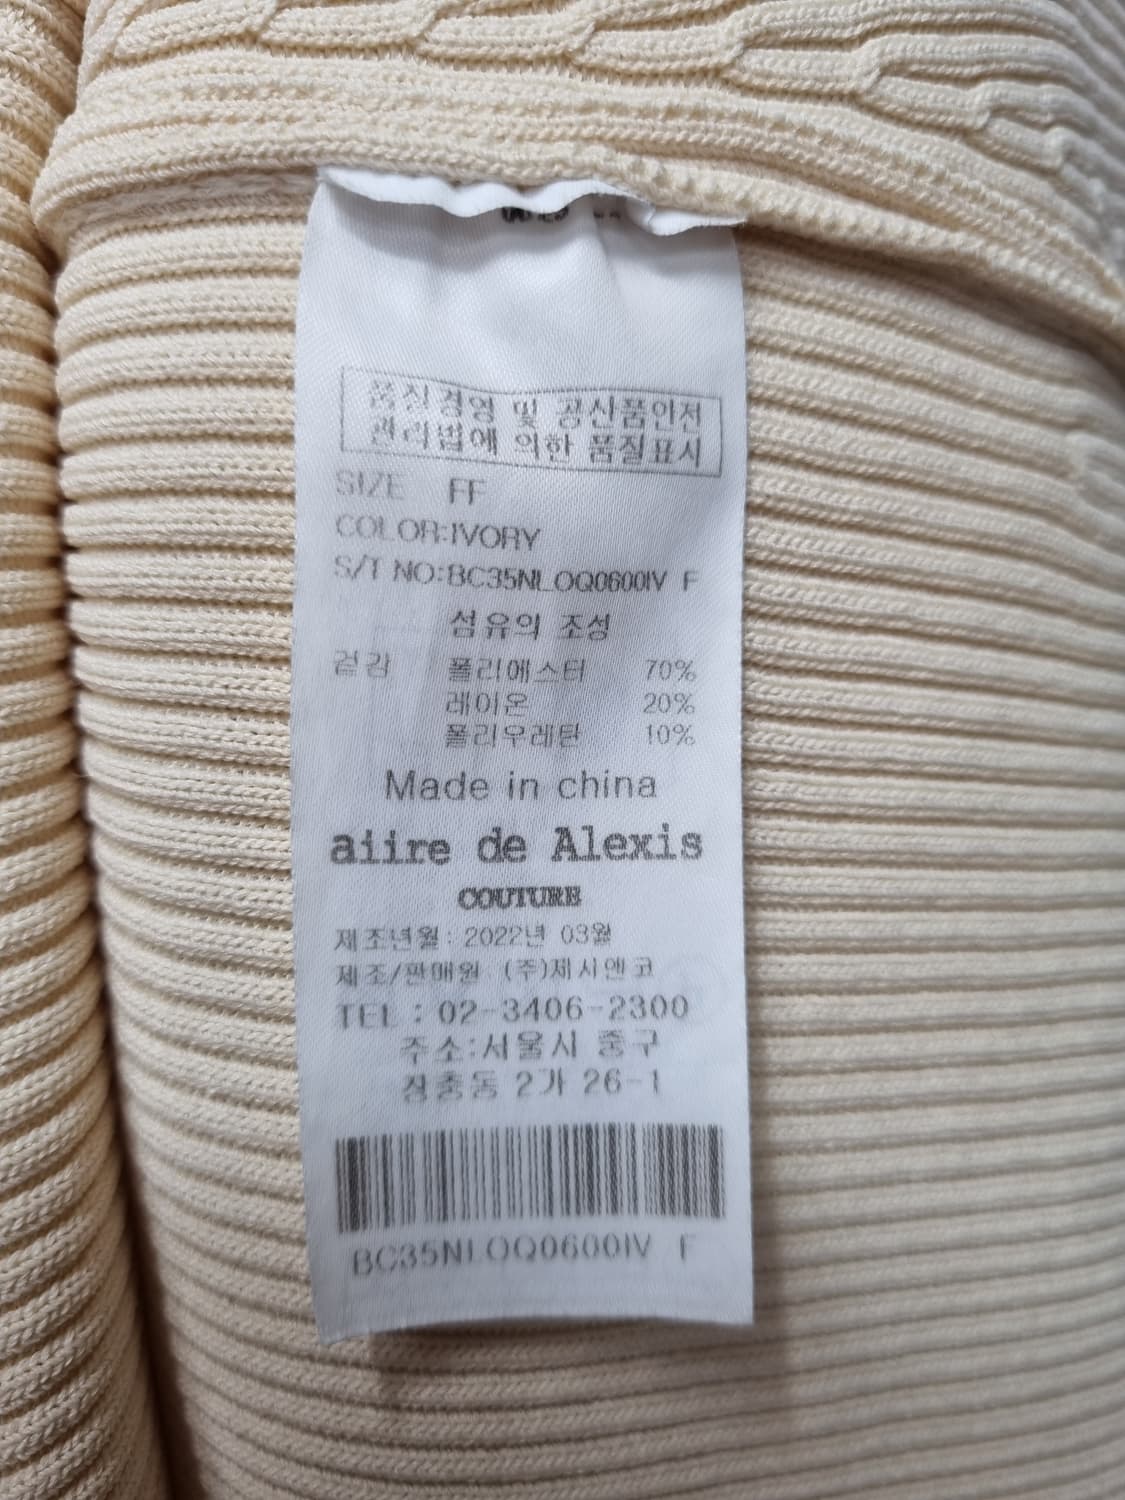 품질경영 및 공산품안전
관리법에 의한 품질표시
SIZE FF
COLOR:IVORY
S/T NO:BC35NLOQ0600IV F
섬유의 조성
겉감 폴리에스터 70%
레이온 20%
폴리우레탄 10%
Made in china
aiire de Alexis
COUTURE
제조년월: 2022년 03월
제조/판매원 (주)제시앤코
TEL : 02-3406-2300
주소:서울시 중구
장충동 2가 26-1
BC35NLOQ0600IV F